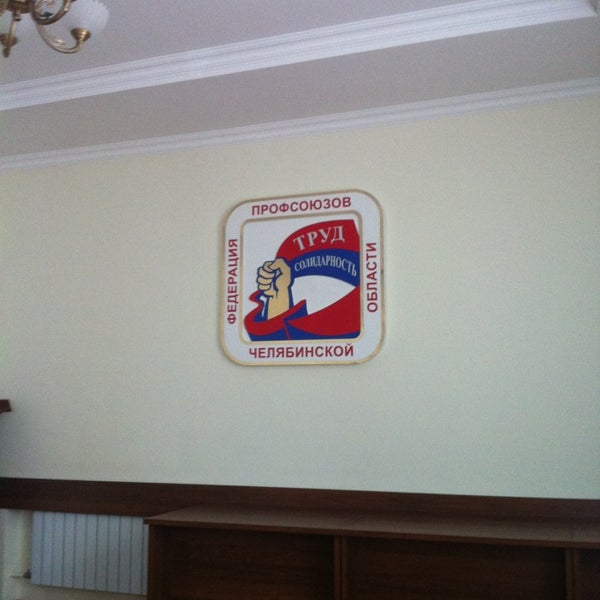 ФЕДЕРАЦИЯ
ПРОФСОЮЗОВ
ЧЕЛЯБИНСКОЙ
ОБЛАСТИ
ТРУД
СОЛИДАРНОСТЬ